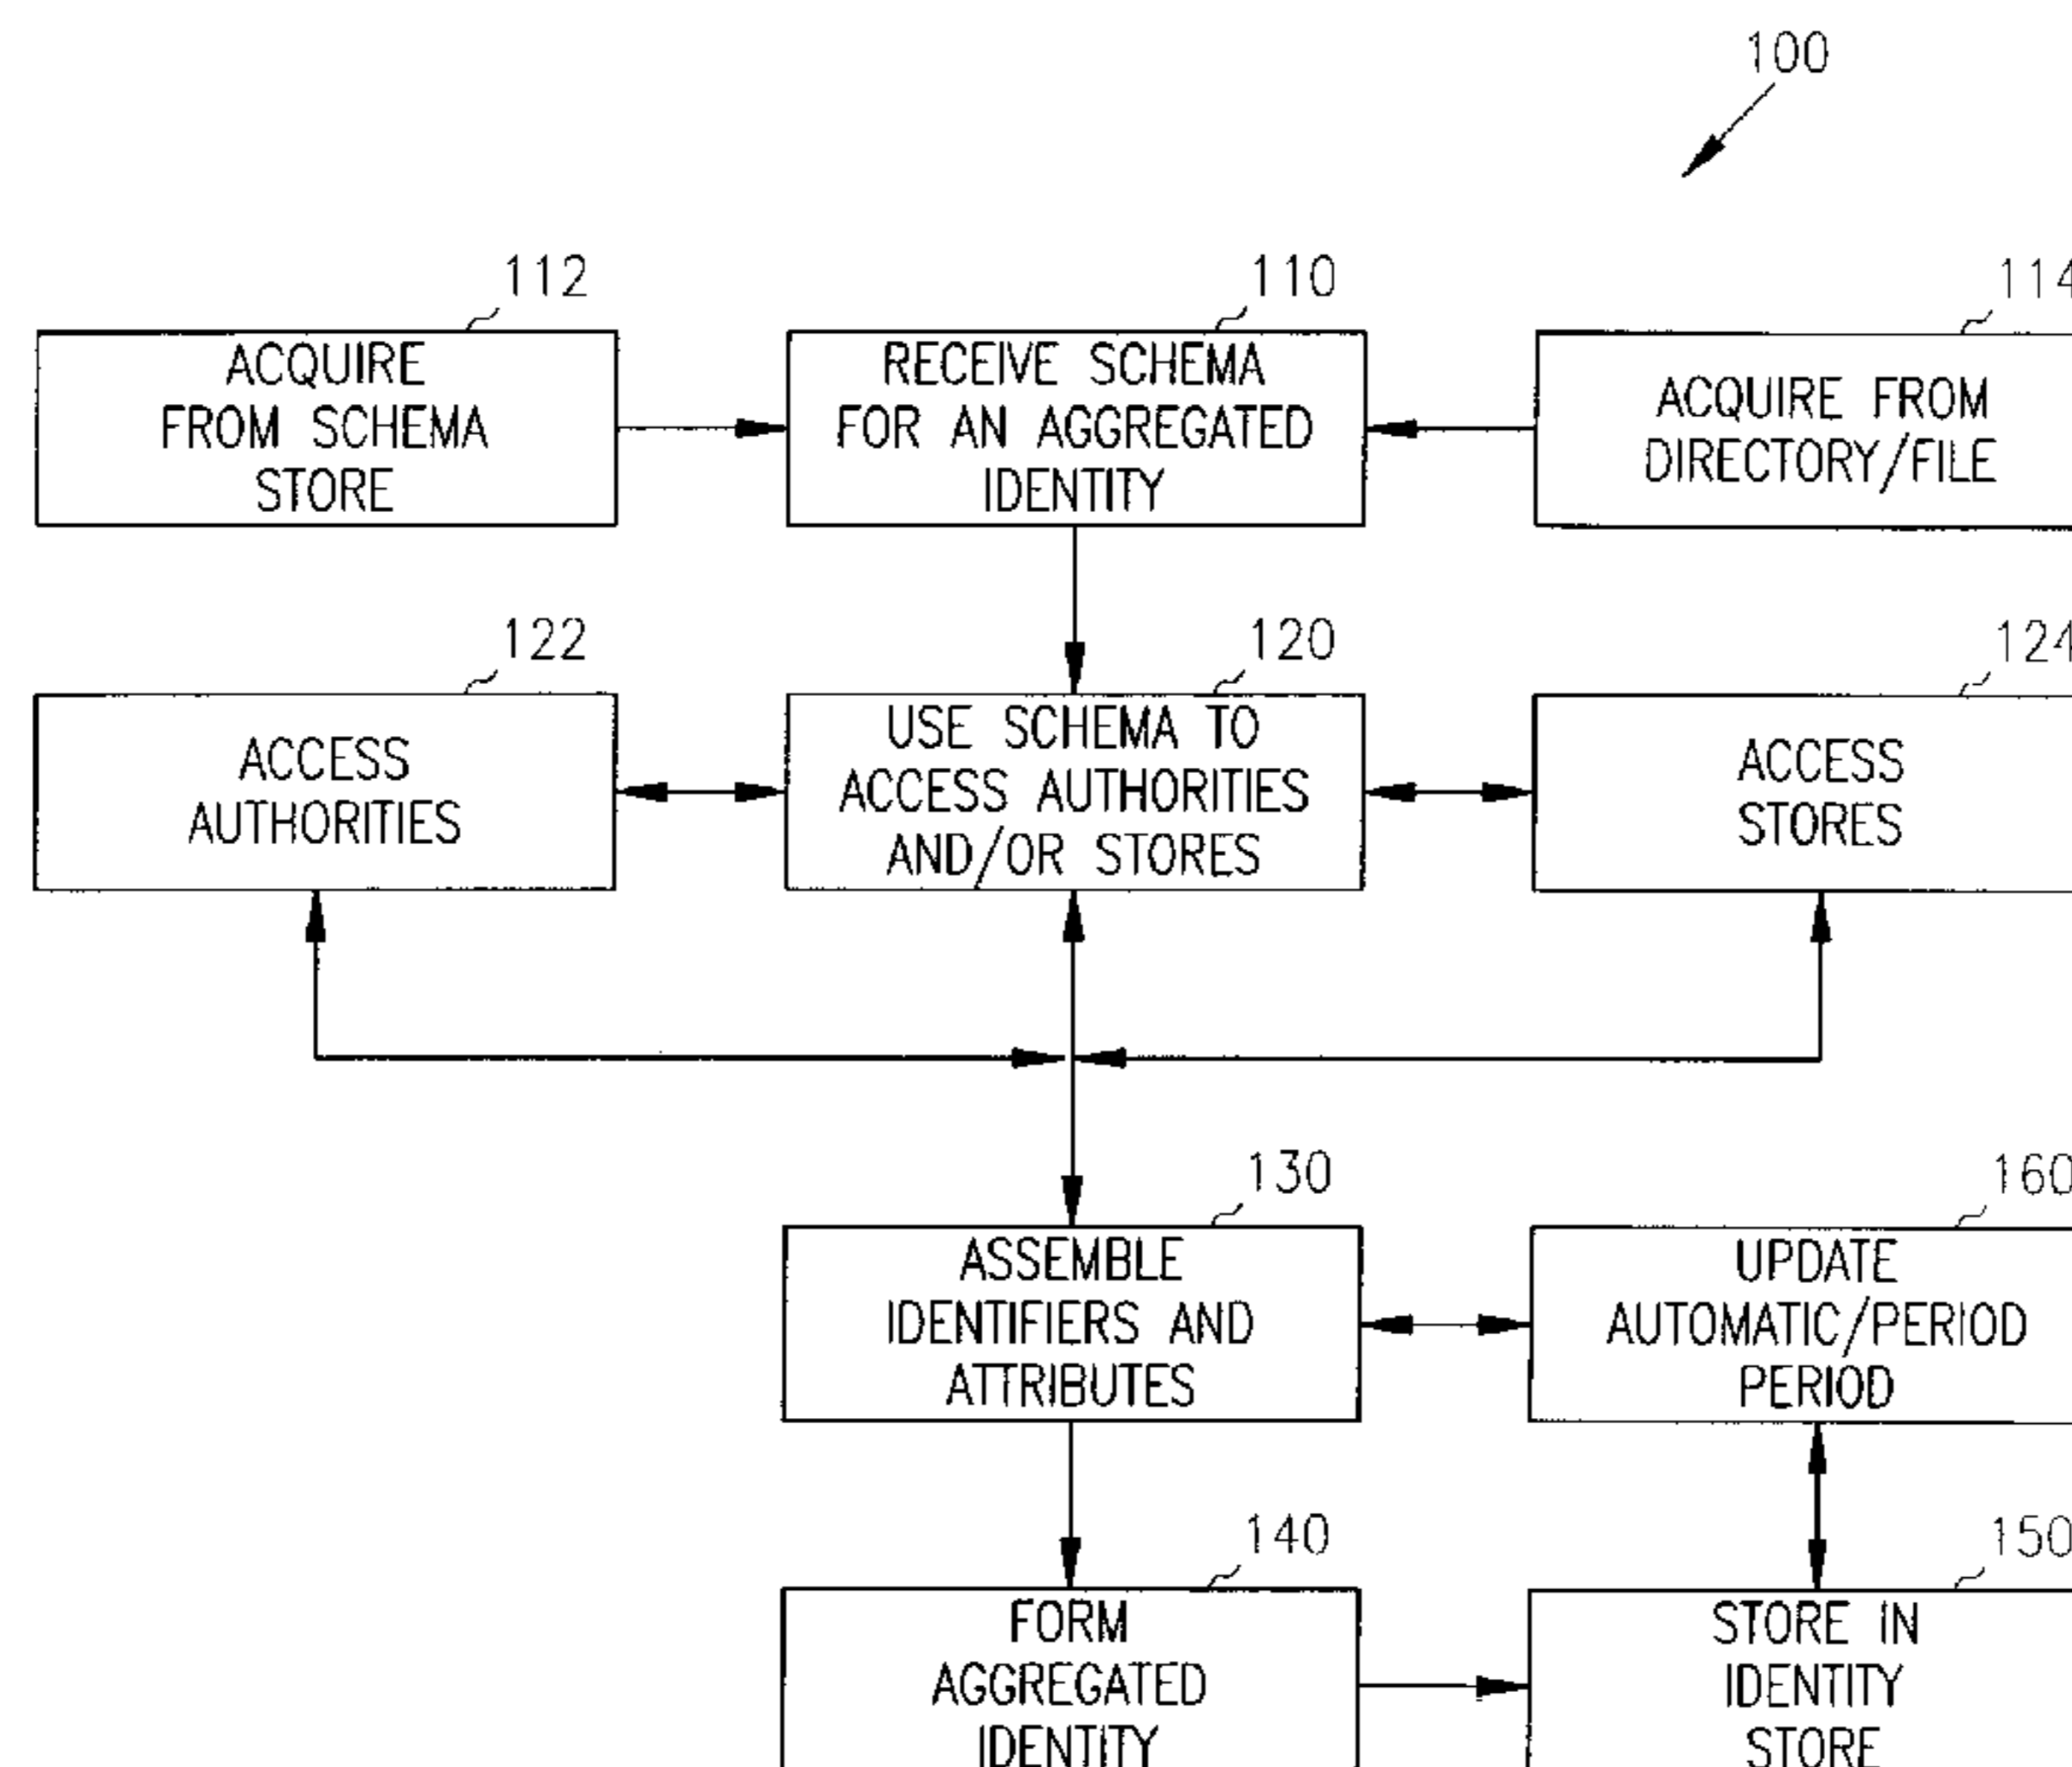 100
112
ACQUIRE
FROM SCHEMA
STORE
110
RECEIVE SCHEMA
FOR AN AGGREGATED
IDENTITY
114
ACQUIRE FROM
DIRECTORY/FILE
122
ACCESS
AUTHORITIES
120
USE SCHEMA TO
ACCESS AUTHORITIES
AND/OR STORES
124
ACCESS
STORES
130
ASSEMBLE
IDENTIFIERS AND
ATTRIBUTES
160
UPDATE
AUTOMATIC/PERIOD
PERIOD
140
FORM
AGGREGATED
IDENTITY
150
STORE IN
IDENTITY
STORE